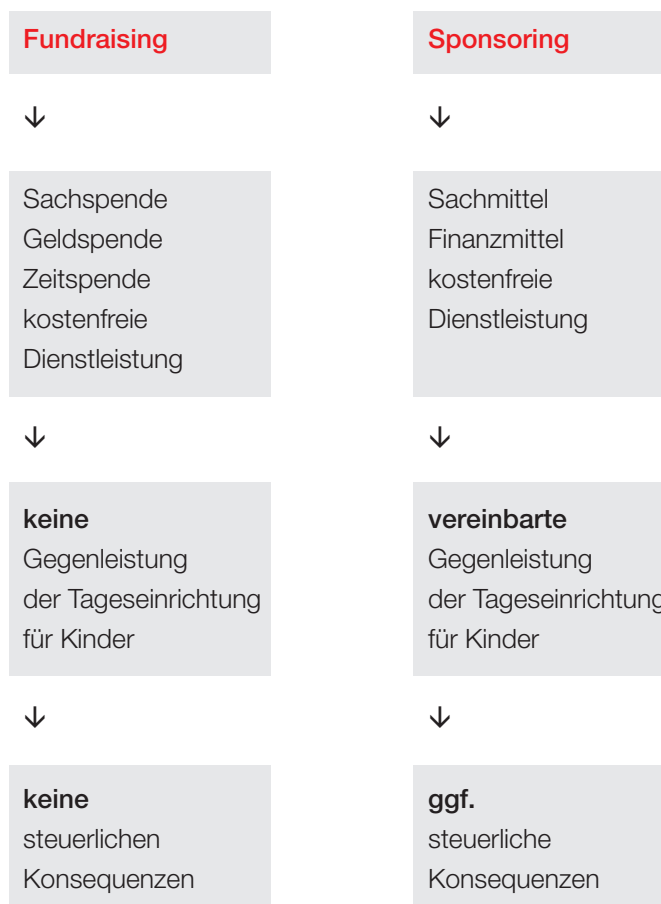 Fundraising
↓
Sachspende
Geldspende
Zeitspende
kostenfreie
Dienstleistung
↓
keine
Gegenleistung
der Tageseinrichtung
für Kinder
↓
keine
steuerlichen
Konsequenzen
Sponsoring
↓
Sachmittel
Finanzmittel
kostenfreie
Dienstleistung
↓
vereinbarte
Gegenleistung
der Tageseinrichtung
für Kinder
↓
ggf.
steuerliche
Konsequenzen